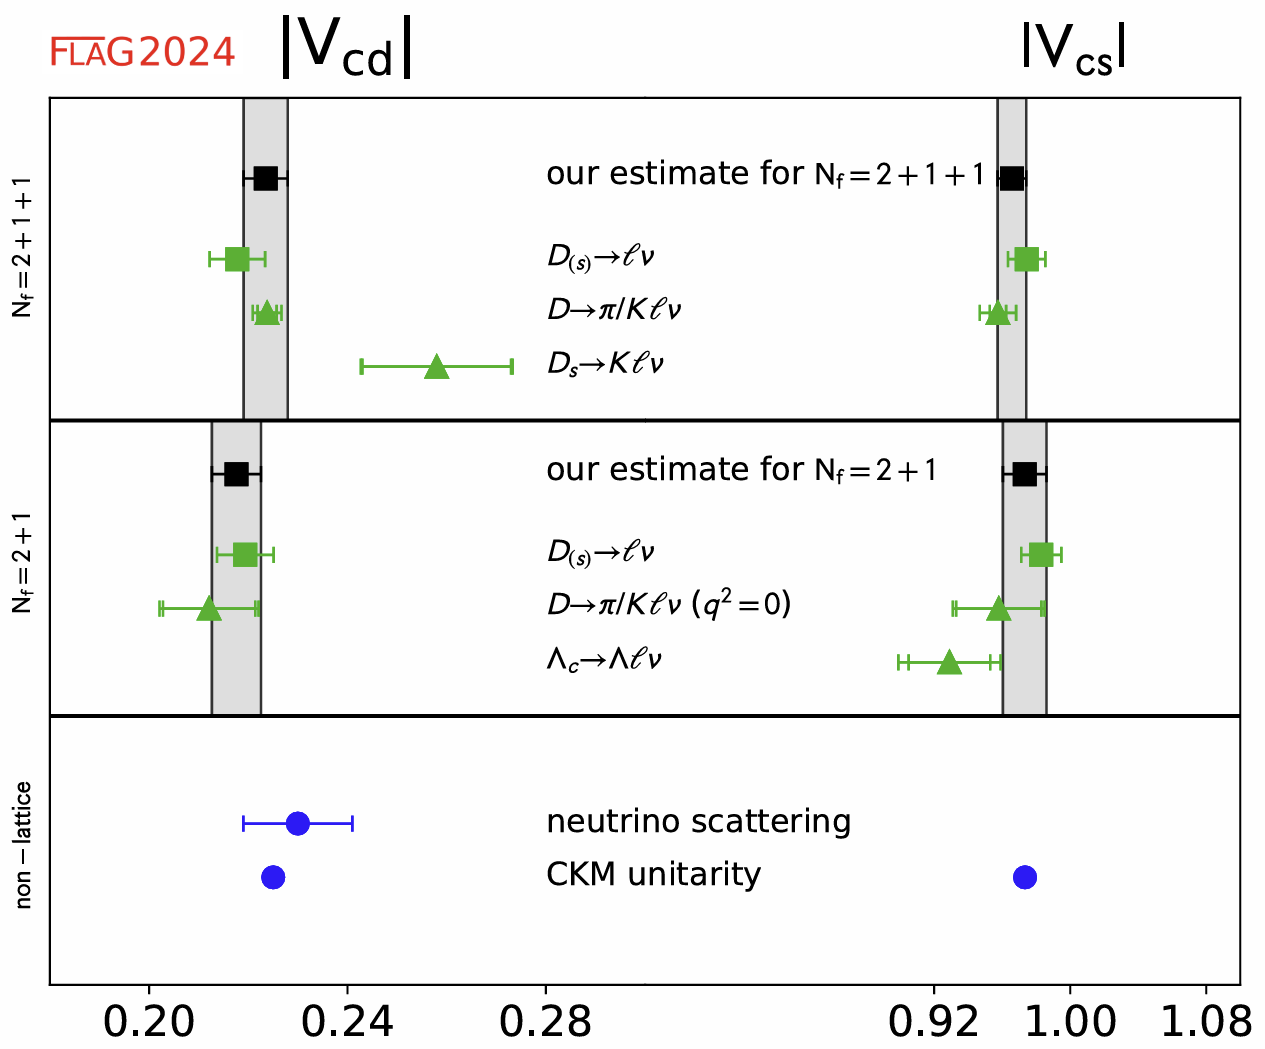 FLAG2024
|Vcd|
|Vcs|
Nf = 2 + 1 + 1
our estimate for Nf = 2 + 1 + 1
D(s)→ℓν
D→π/Kℓν
Ds→Kℓν
Nf = 2 + 1
our estimate for Nf = 2 + 1
D(s)→ℓν
D→π/Kℓν (q² = 0)
Λc→Λℓν
non − lattice
neutrino scattering
CKM unitarity
0.20 0.24 0.28 0.92 1.00 1.08